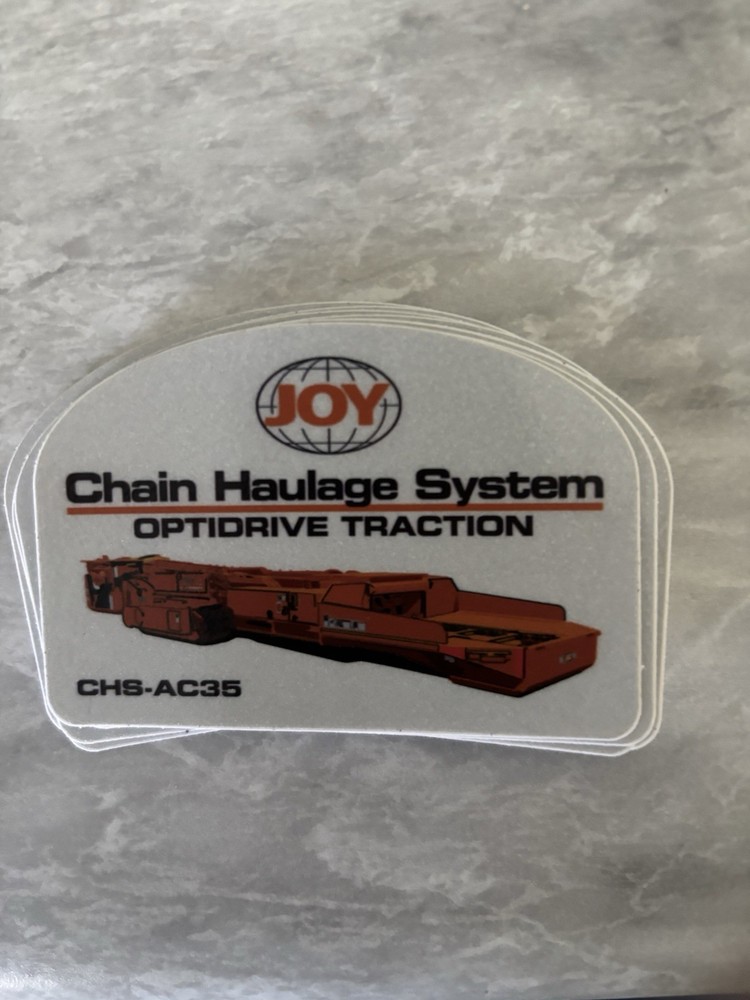 JOY
Chain Haulage System
OPTIDRIVE TRACTION
CHS-AC35